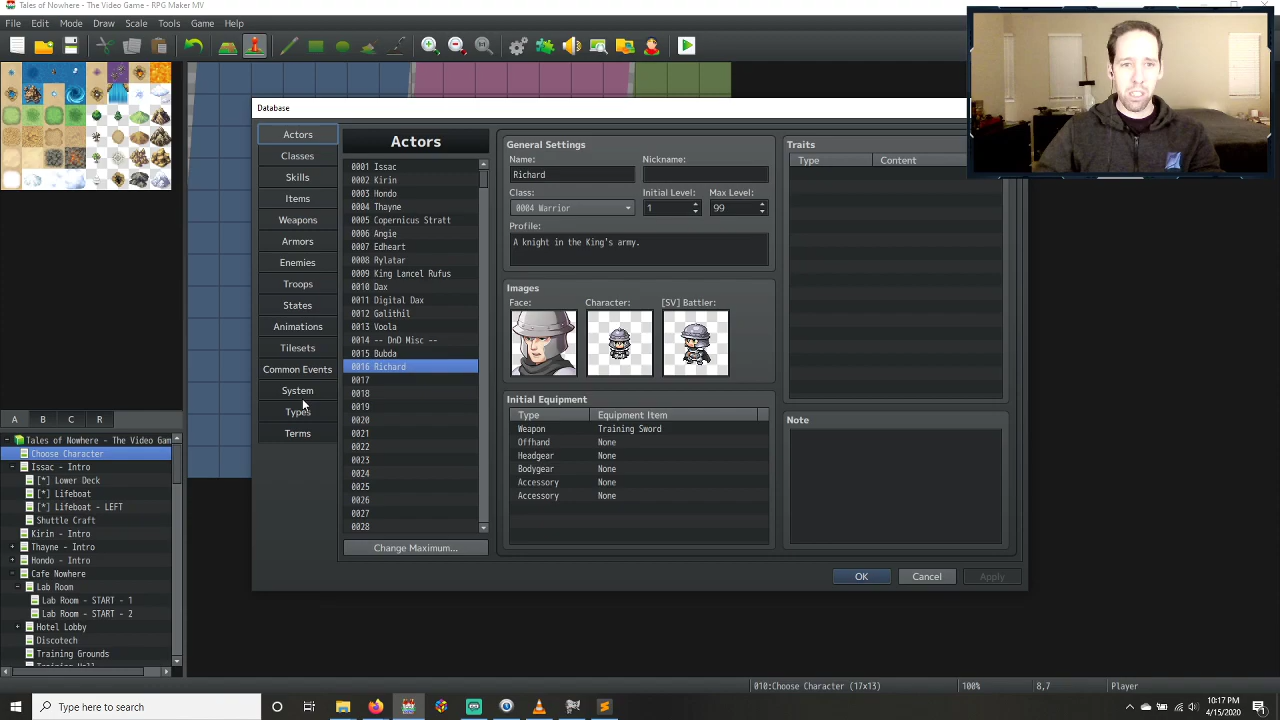 Tales of Nowhere - The Video Game - RPG Maker MV
File Edit Mode Draw Scale Tools Game Help
Database
Actors
Classes
Skills
Items
Weapons
Armors
Enemies
Troops
States
Animations
Tilesets
Common Events
System
Types
Terms
Actors
0001 Issac
0002 Kirin
0003 Hondo
0004 Thayne
0005 Copernicus Stratt
0006 Angie
0007 Edheart
0008 Rylatar
0009 King Lancel Rufus
0010 Dax
0011 Digital Dax
0012 Galithil
0013 Voola
0014 -- DnD Misc --
0015 Bubda
0016 Richard
0017
0018
0019
0020
0021
0022
0023
0024
0025
0026
0027
0028
Change Maximum...
General Settings
Name: Nickname:
Richard
Class: Initial Level: Max Level:
0004 Warrior 1 99
Profile:
A knight in the King's army.
Images
Face: Character: [SV] Battler:
Initial Equipment
Type Equipment Item
Weapon Training Sword
Offhand None
Headgear None
Bodygear None
Accessory None
Accessory None
Traits
Type Content
Note
OK Cancel Apply
A B C R
Tales of Nowhere - The Video Gam
Choose Character
Issac - Intro
[*] Lower Deck
[*] Lifeboat
[*] Lifeboat - LEFT
Shuttle Craft
Kirin - Intro
Thayne - Intro
Hondo - Intro
Cafe Nowhere
Lab Room
Lab Room - START - 1
Lab Room - START - 2
Hotel Lobby
Discotech
Training Grounds
Training Hall
010:Choose Character (17x13) 100% 8,7 Player
Type here to search
10:17 PM
4/15/2020